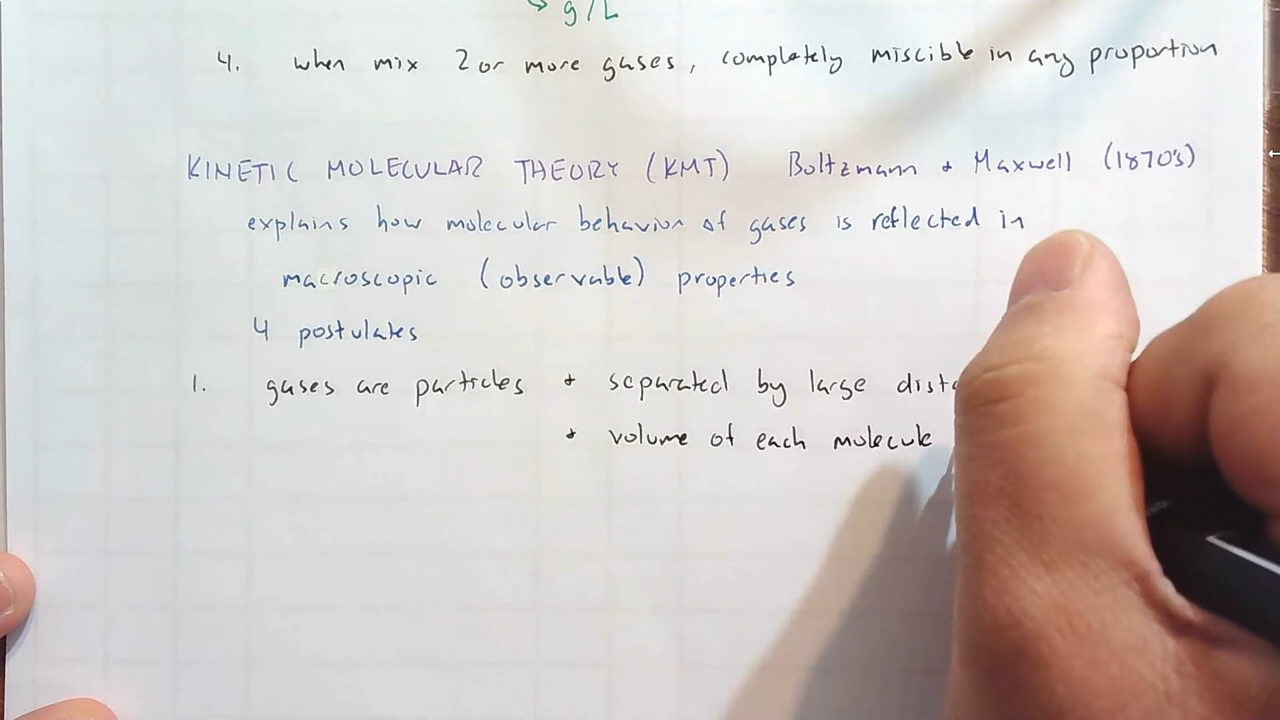 ↳ g/L
4. when mix 2 or more gases, completely miscible in any proportion
KINETIC MOLECULAR THEORY (KMT) Boltzmann + Maxwell (1870's)
explains how molecular behavior of gases is reflected in
macroscopic (observable) properties
4 postulates
1. gases are particles + separated by large
+ volume of each molecule